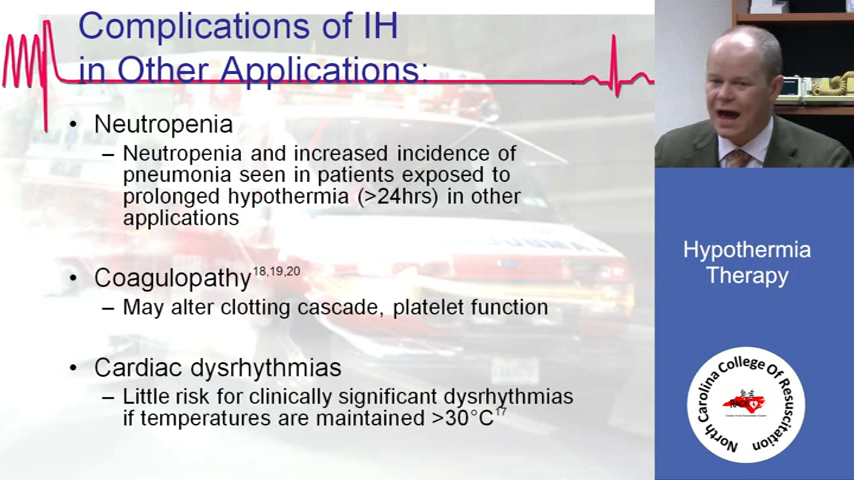 Complications of IH
in Other Applications:
• Neutropenia
– Neutropenia and increased incidence of
pneumonia seen in patients exposed to
prolonged hypothermia (>24hrs) in other
applications
• Coagulopathy18,19,20
– May alter clotting cascade, platelet function
• Cardiac dysrhythmias
– Little risk for clinically significant dysrhythmias
if temperatures are maintained >30°C17
Hypothermia
Therapy
North Carolina College Of Resuscitation